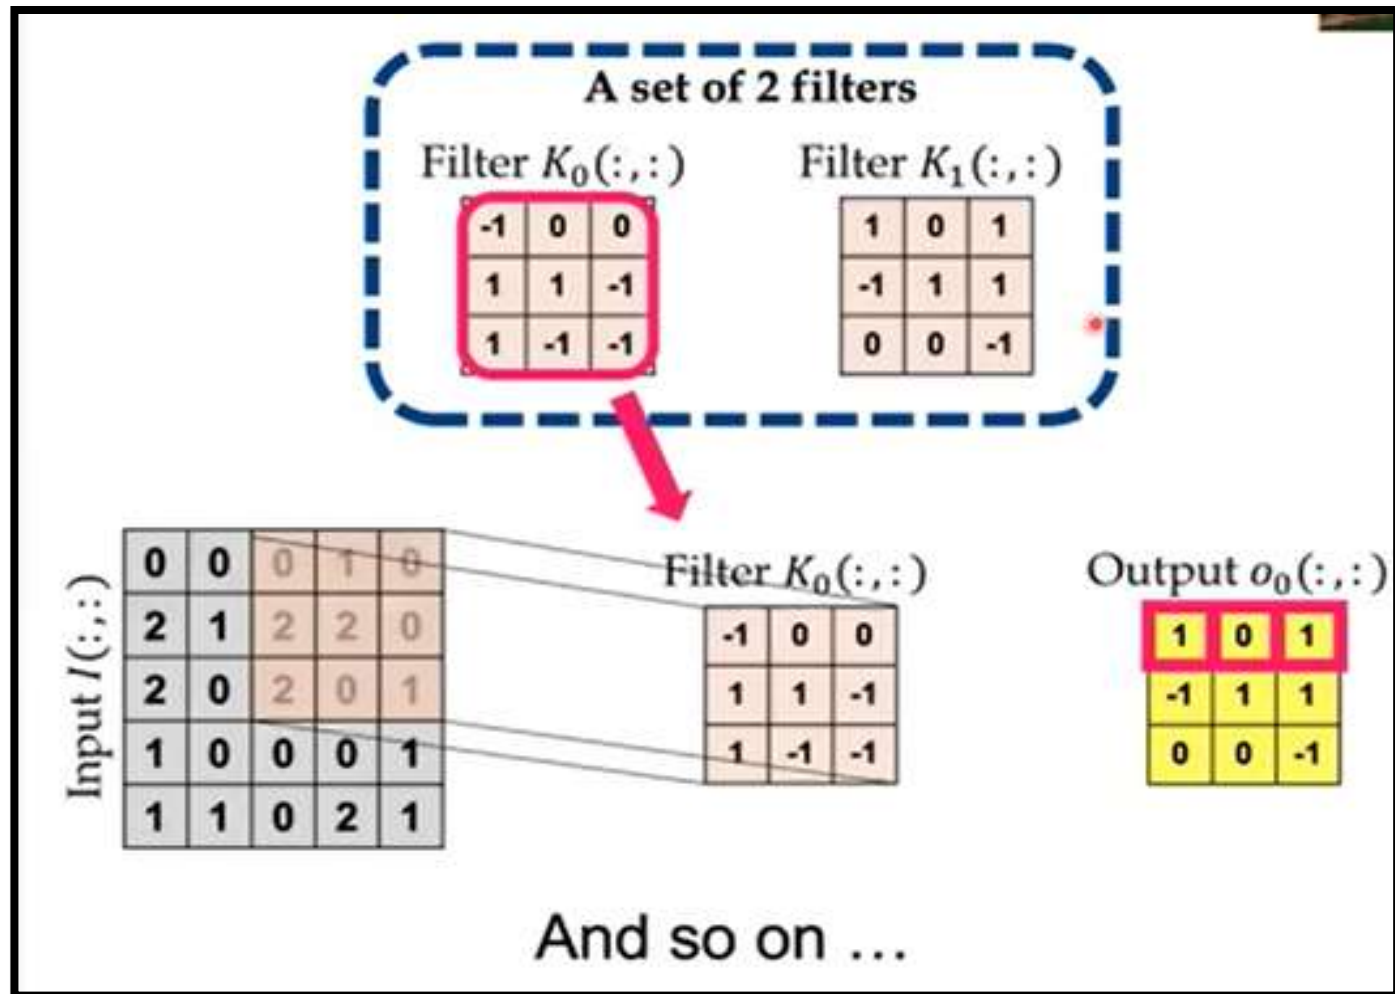 A set of 2 filters
Filter K₀(:,:) Filter K₁(:,:)
-1 0 0 1 0 1
1 1 -1 -1 1 1
1 -1 -1 0 0 -1
Filter K₀(:,:) Output o₀(:,:)
Input I(:,:)
0 0 0 1 0
2 1 2 2 0
2 0 2 0 1
1 0 0 0 1
1 1 0 2 1
-1 0 0
1 1 -1
1 -1 -1
1 0 1
-1 1 1
0 0 -1
And so on ...